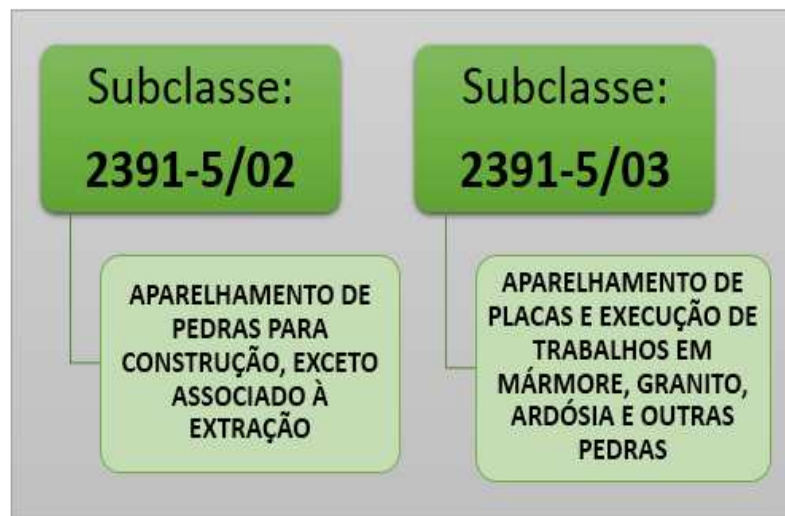 Subclasse:
2391-5/02
APARELHAMENTO DE
PEDRAS PARA
CONSTRUÇÃO, EXCETO
ASSOCIADO À
EXTRAÇÃO
Subclasse:
2391-5/03
APARELHAMENTO DE
PLACAS E EXECUÇÃO DE
TRABALHOS EM
MÁRMORE, GRANITO,
ARDÓSIA E OUTRAS
PEDRAS